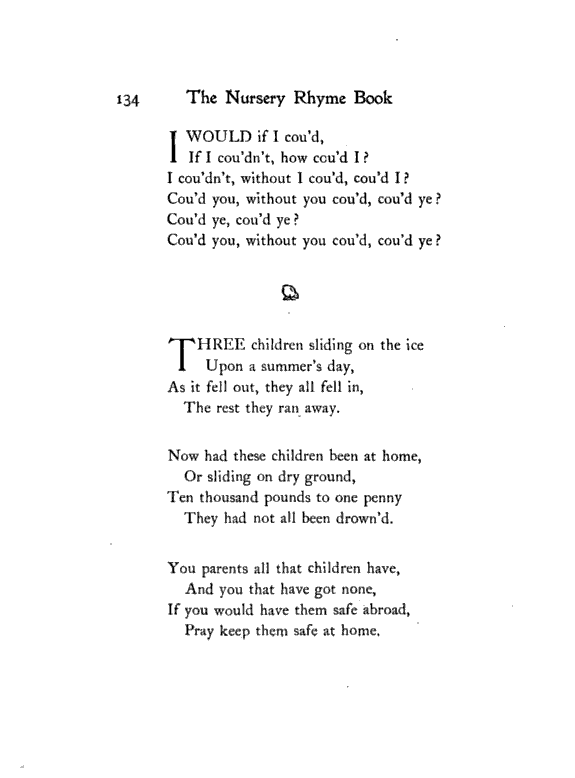 134 The Nursery Rhyme Book
I WOULD if I cou'd,
If I cou'dn't, how cou'd I?
I cou'dn't, without I cou'd, cou'd I?
Cou'd you, without you cou'd, cou'd ye?
Cou'd ye, cou'd ye?
Cou'd you, without you cou'd, cou'd ye?
THREE children sliding on the ice
Upon a summer's day,
As it fell out, they all fell in,
The rest they ran away.
Now had these children been at home,
Or sliding on dry ground,
Ten thousand pounds to one penny
They had not all been drown'd.
You parents all that children have,
And you that have got none,
If you would have them safe abroad,
Pray keep them safe at home.